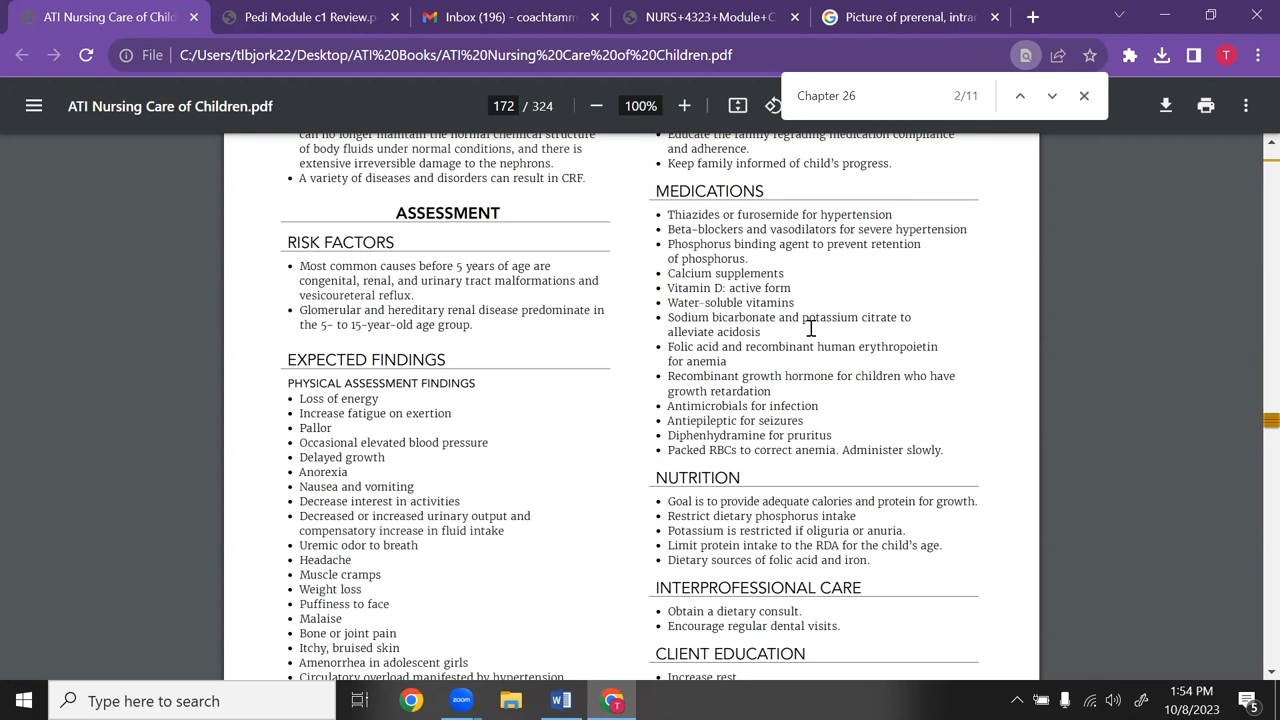 ATI Nursing Care of Child
Pedi Module c1 Review.p
Inbox (196) - coachtamm
NURS+4323+Module+C
Picture of prerenal, intrar
File
C:/Users/tlbjork22/Desktop/ATI%20Books/ATI%20Nursing%20Care%20of%20Children.pdf
T
Chapter 26
2/11
ATI Nursing Care of Children.pdf
172 / 324
100%
can no longer maintain the normal chemical structure
of body fluids under normal conditions, and there is
extensive irreversible damage to the nephrons.
• A variety of diseases and disorders can result in CRF.
ASSESSMENT
RISK FACTORS
• Most common causes before 5 years of age are
congenital, renal, and urinary tract malformations and
vesicoureteral reflux.
• Glomerular and hereditary renal disease predominate in
the 5- to 15-year-old age group.
EXPECTED FINDINGS
PHYSICAL ASSESSMENT FINDINGS
• Loss of energy
• Increase fatigue on exertion
• Pallor
• Occasional elevated blood pressure
• Delayed growth
• Anorexia
• Nausea and vomiting
• Decrease interest in activities
• Decreased or increased urinary output and
compensatory increase in fluid intake
• Uremic odor to breath
• Headache
• Muscle cramps
• Weight loss
• Puffiness to face
• Malaise
• Bone or joint pain
• Itchy, bruised skin
• Amenorrhea in adolescent girls
• Circulatory overload manifested by hypertension,
• Educate the family regarding medication compliance
and adherence.
• Keep family informed of child's progress.
MEDICATIONS
• Thiazides or furosemide for hypertension
• Beta-blockers and vasodilators for severe hypertension
• Phosphorus binding agent to prevent retention
of phosphorus.
• Calcium supplements
• Vitamin D: active form
• Water-soluble vitamins
• Sodium bicarbonate and potassium citrate to
alleviate acidosis
• Folic acid and recombinant human erythropoietin
for anemia
• Recombinant growth hormone for children who have
growth retardation
• Antimicrobials for infection
• Antiepileptic for seizures
• Diphenhydramine for pruritus
• Packed RBCs to correct anemia. Administer slowly.
NUTRITION
• Goal is to provide adequate calories and protein for growth.
• Restrict dietary phosphorus intake
• Potassium is restricted if oliguria or anuria.
• Limit protein intake to the RDA for the child's age.
• Dietary sources of folic acid and iron.
INTERPROFESSIONAL CARE
• Obtain a dietary consult.
• Encourage regular dental visits.
CLIENT EDUCATION
• Increase rest
Type here to search
zoom
T
1:54 PM
10/8/2023
5